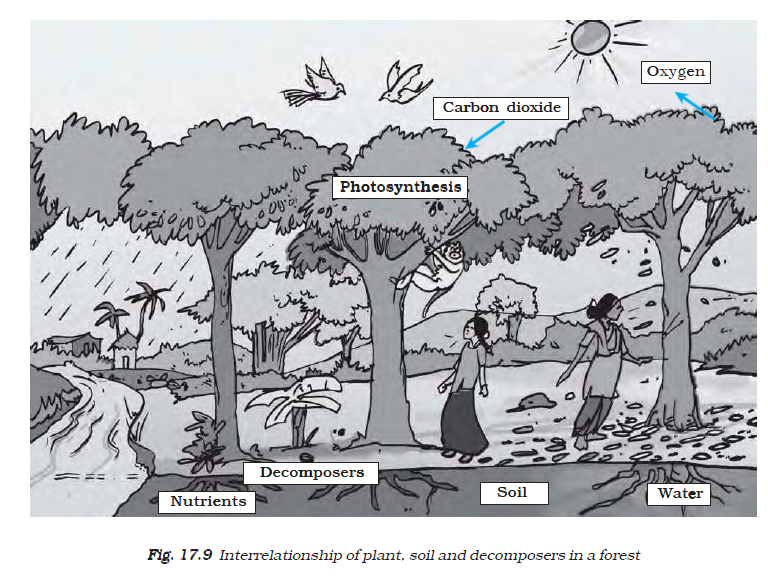 Oxygen
Carbon dioxide
Photosynthesis
Decomposers
Nutrients
Soil
Water
Fig. 17.9 Interrelationship of plant, soil and decomposers in a forest